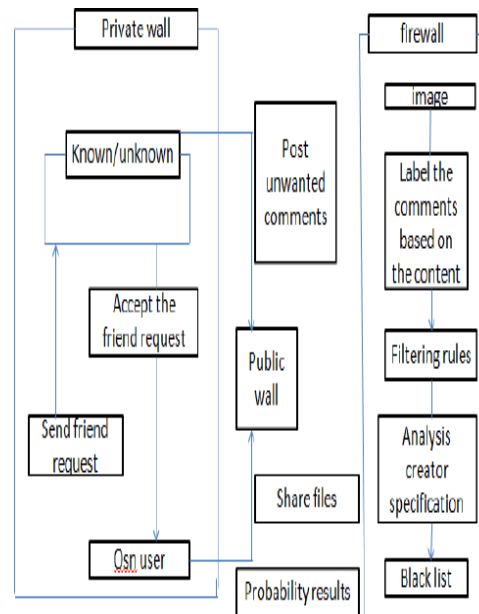 Private wall
firewall
image
Known/unknown
Post
unwanted
comments
Label the
comments
based on
the content
Accept the
friend request
Public
wall
Filtering rules
Send friend
request
Analysis
creator
specification
Share files
Osn user
Probability results
Black list